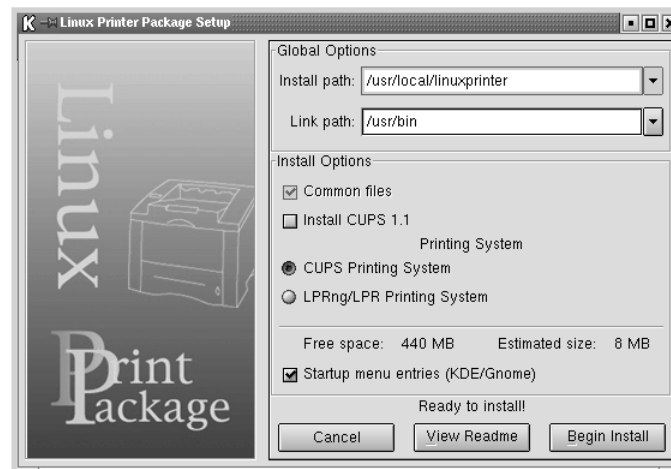 Linux Printer Package Setup
Linux
Print
Package
Global Options
Install path: /usr/local/linuxprinter
Link path: /usr/bin
Install Options
Common files
Install CUPS 1.1
Printing System
CUPS Printing System
LPRng/LPR Printing System
Free space: 440 MB Estimated size: 8 MB
Startup menu entries (KDE/Gnome)
Ready to install!
Cancel View Readme Begin Install